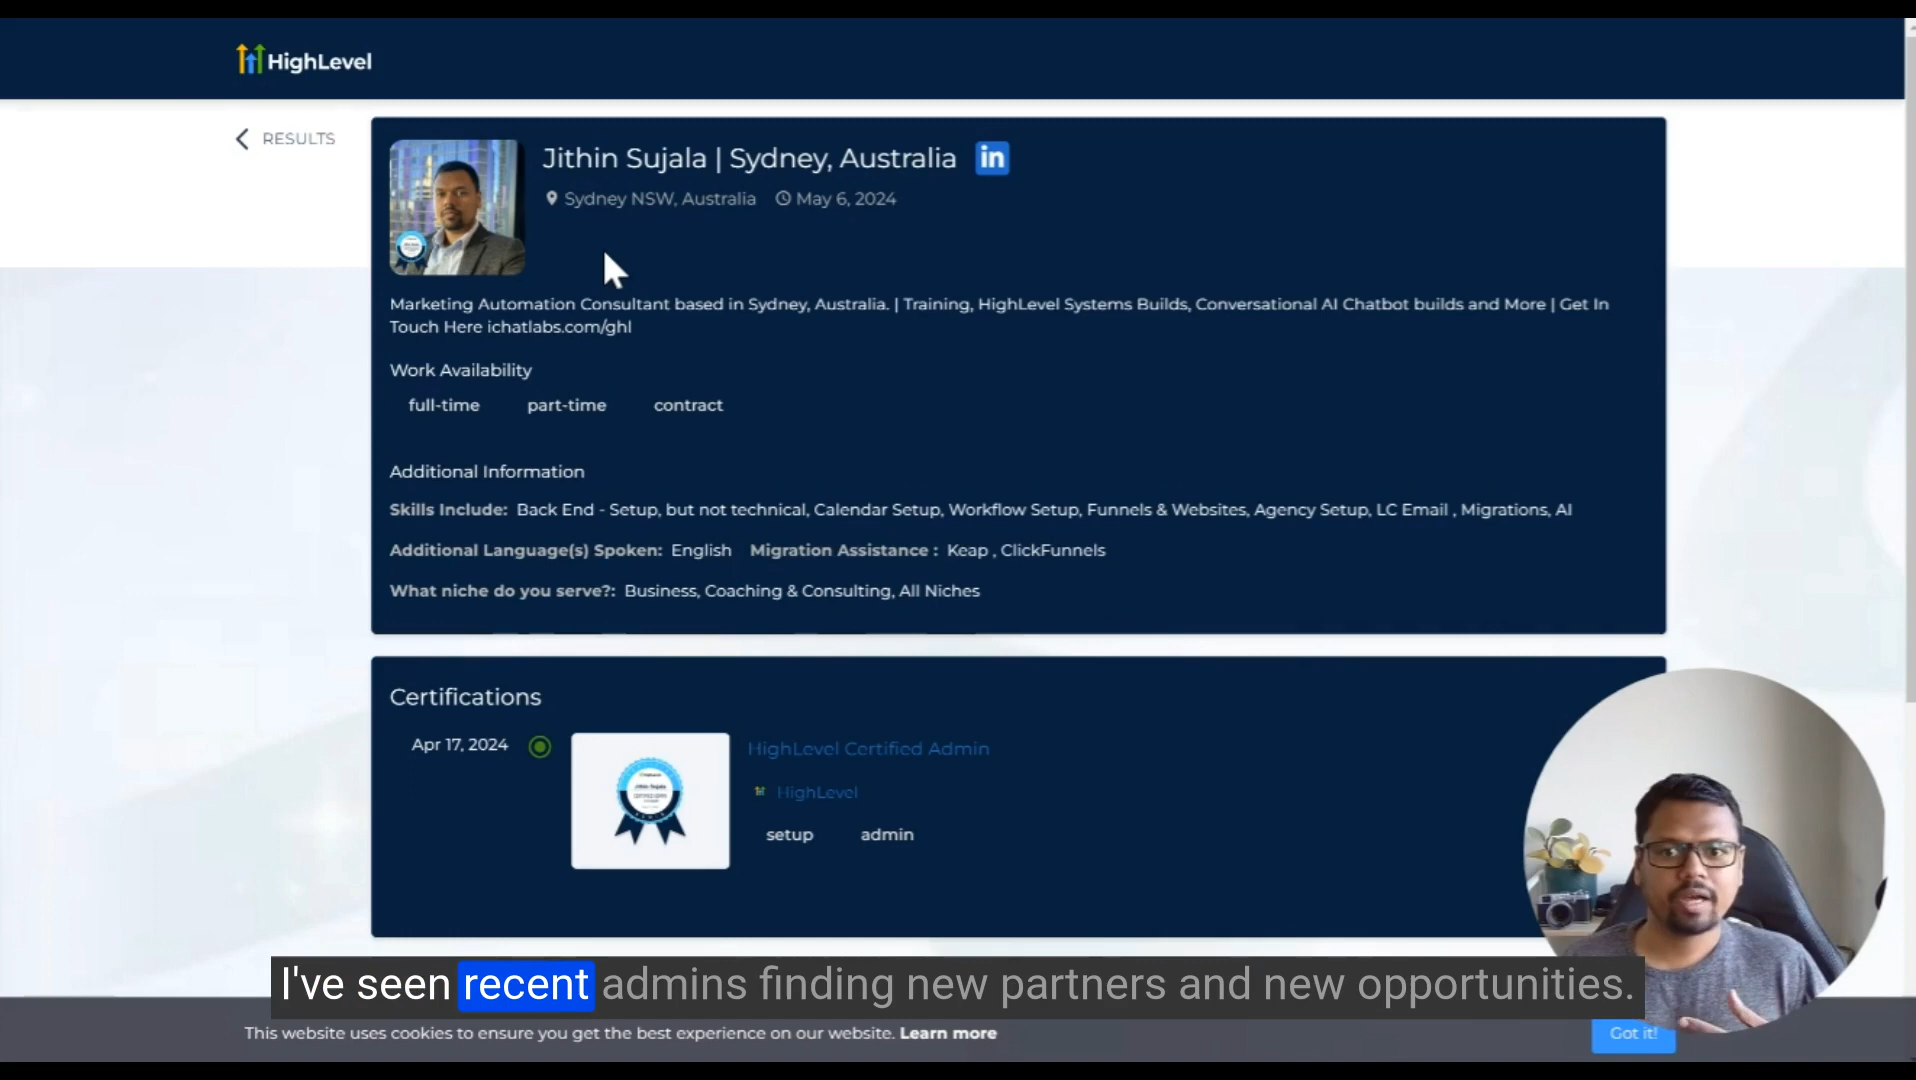 HighLevel
RESULTS
Jithin Sujala | Sydney, Australia in
Sydney NSW, Australia May 6, 2024
Marketing Automation Consultant based in Sydney, Australia. | Training, HighLevel Systems Builds, Conversational AI Chatbot builds and More | Get In
Touch Here ichatlabs.com/ghl
Work Availability
full-time part-time contract
Additional Information
Skills Include: Back End - Setup, but not technical, Calendar Setup, Workflow Setup, Funnels & Websites, Agency Setup, LC Email , Migrations, AI
Additional Language(s) Spoken: English Migration Assistance : Keap , ClickFunnels
What niche do you serve?: Business, Coaching & Consulting, All Niches
Certifications
Apr 17, 2024
Jithin Sujala
HighLevel Certified Admin
HighLevel
setup admin
I've seen recent admins finding new partners and new opportunities.
This website uses cookies to ensure you get the best experience on our website. Learn more
Got it!